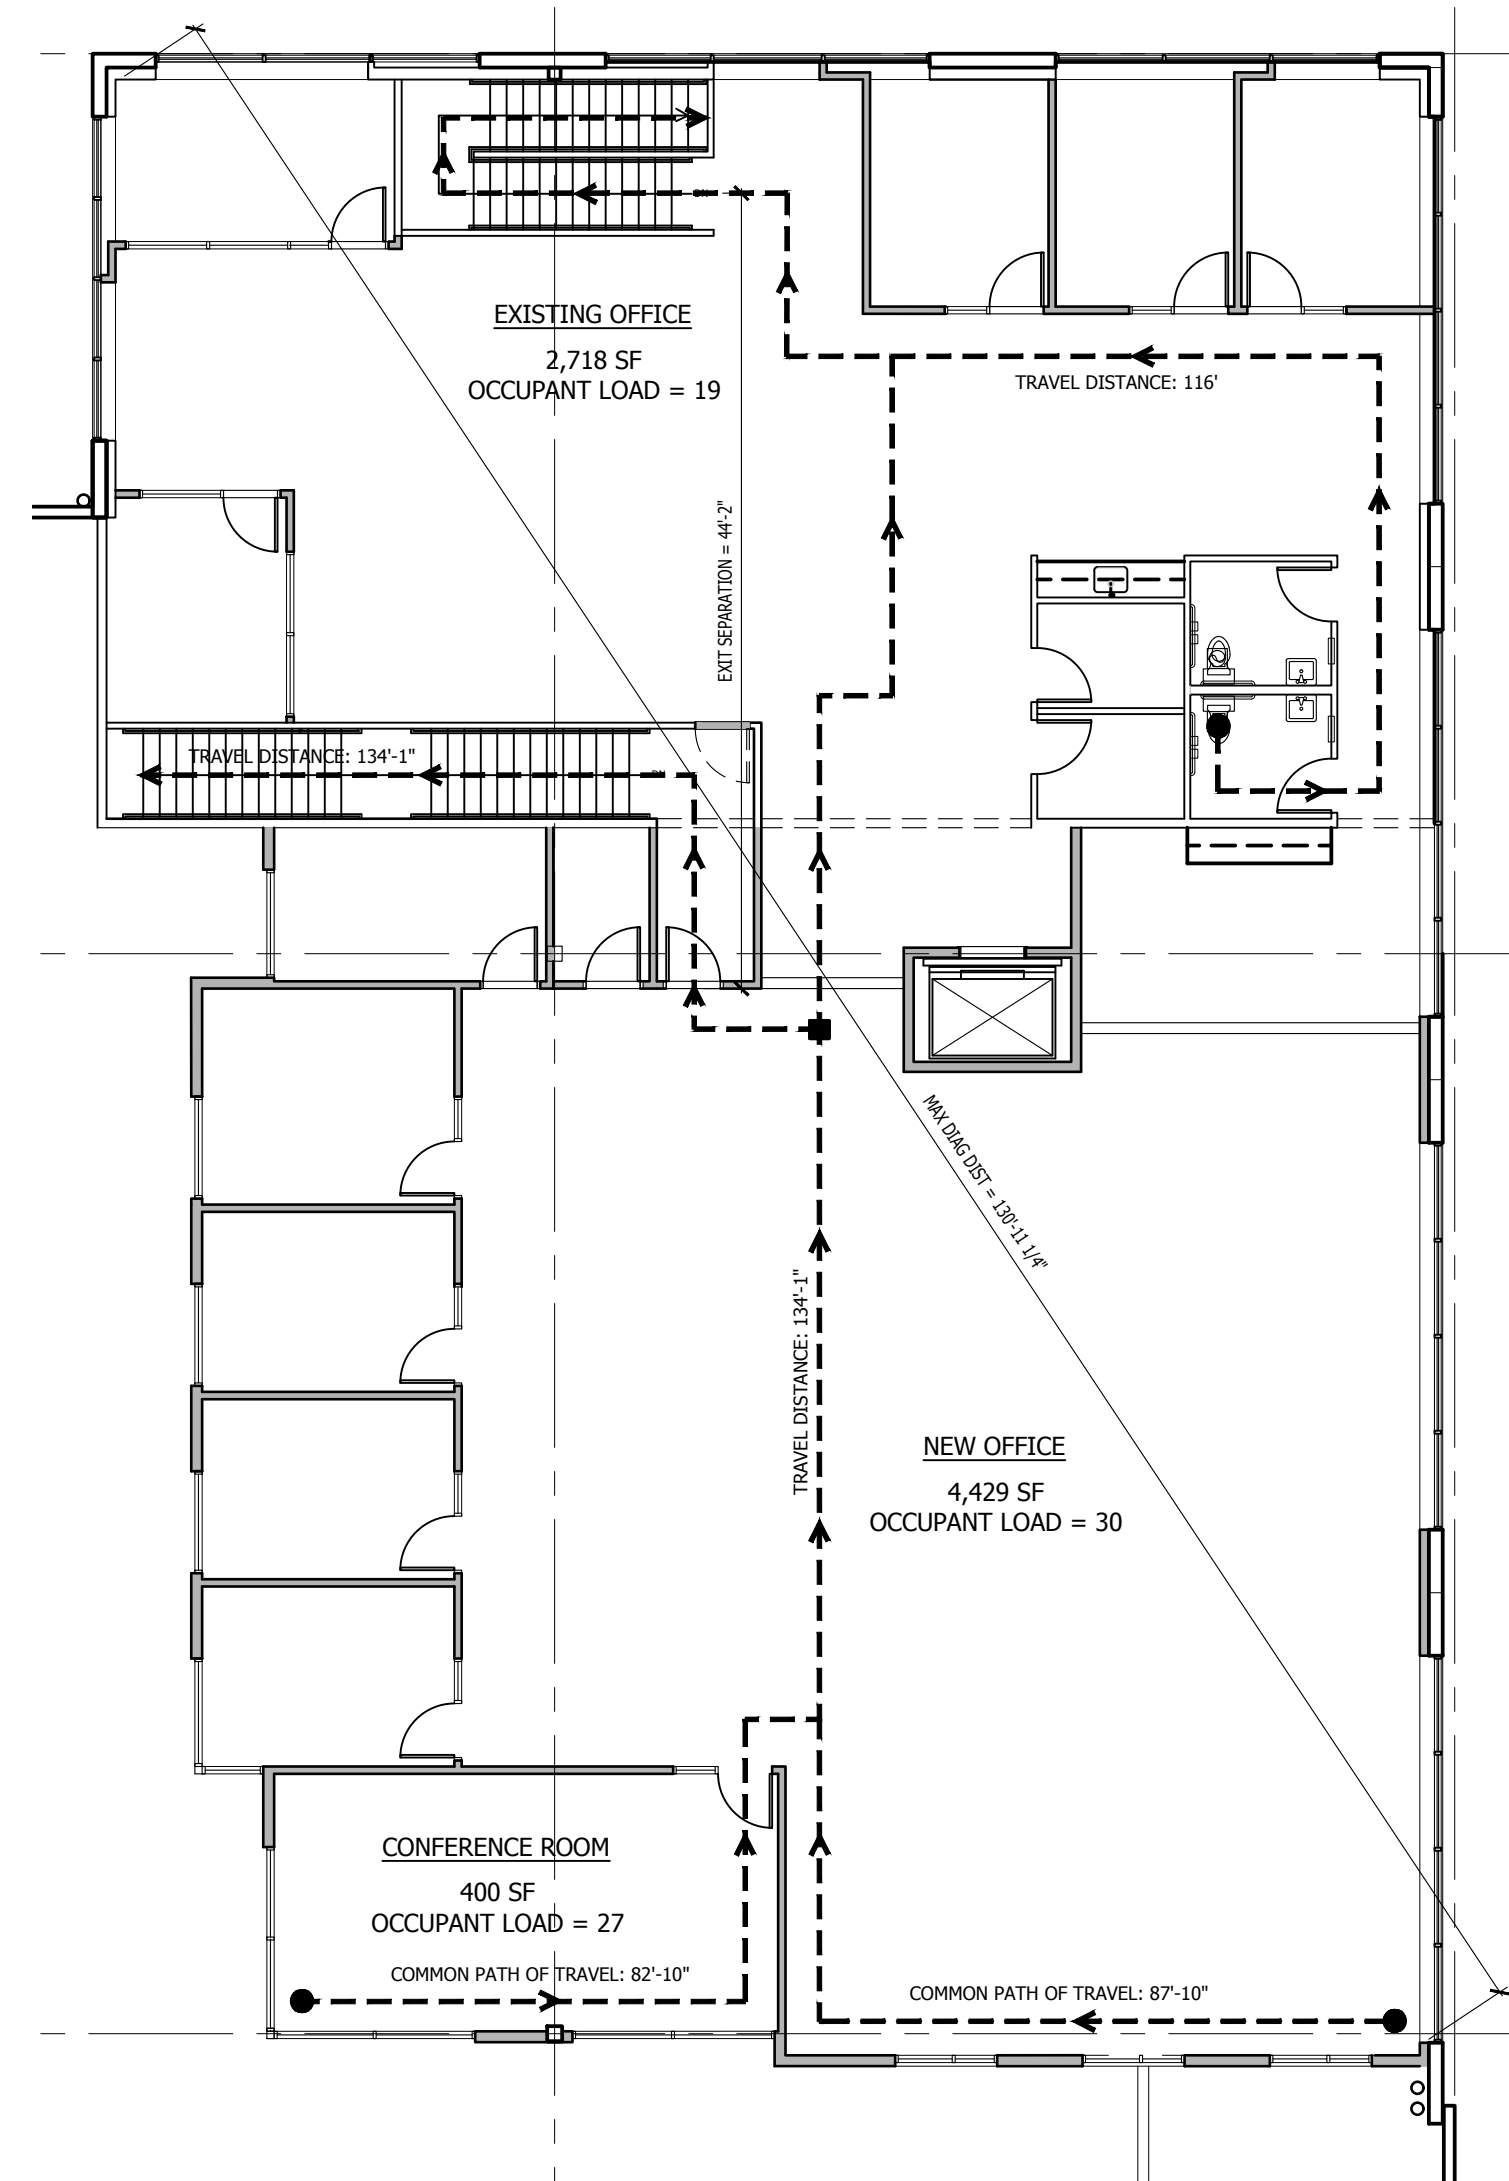 EXISTING OFFICE
2,718 SF
OCCUPANT LOAD = 19
TRAVEL DISTANCE: 116'
EXIT SEPARATION = 44'-2"
TRAVEL DISTANCE: 134'-1"
MAX DIAG DIST = 130'-11 1/4"
TRAVEL DISTANCE: 134'-1"
NEW OFFICE
4,429 SF
OCCUPANT LOAD = 30
CONFERENCE ROOM
400 SF
OCCUPANT LOAD = 27
COMMON PATH OF TRAVEL: 82'-10"
COMMON PATH OF TRAVEL: 87'-10"